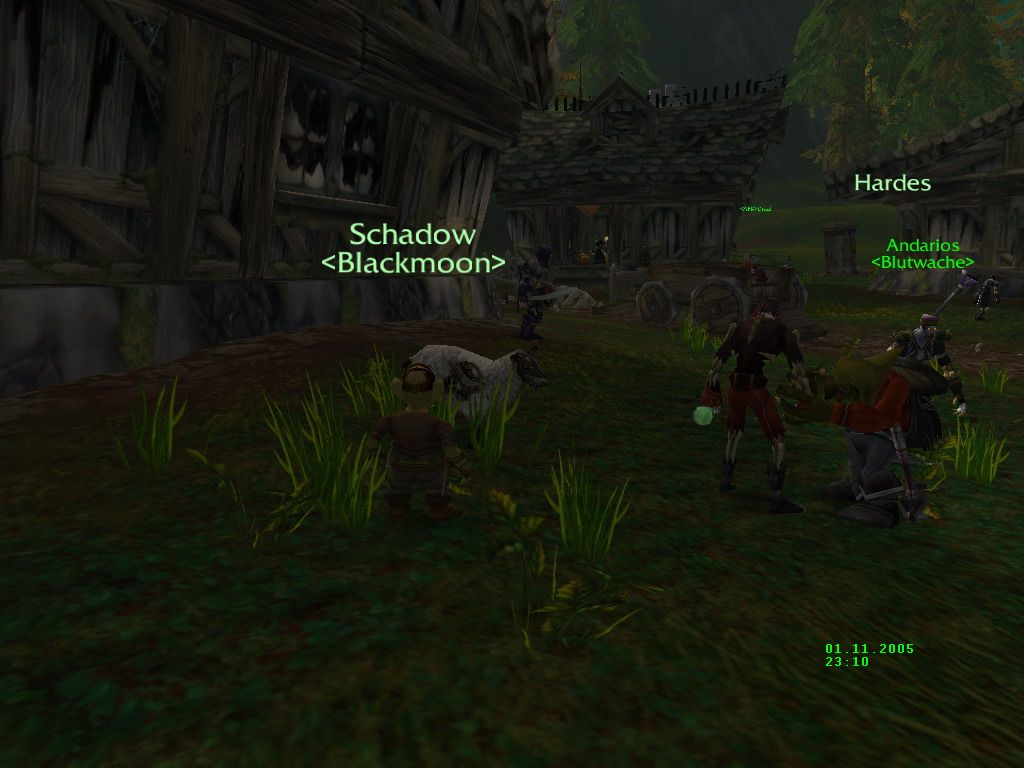 Hardes
Schadow
<Blackmoon>
Andarios
<Blutwache>
01.11.2005
23:10